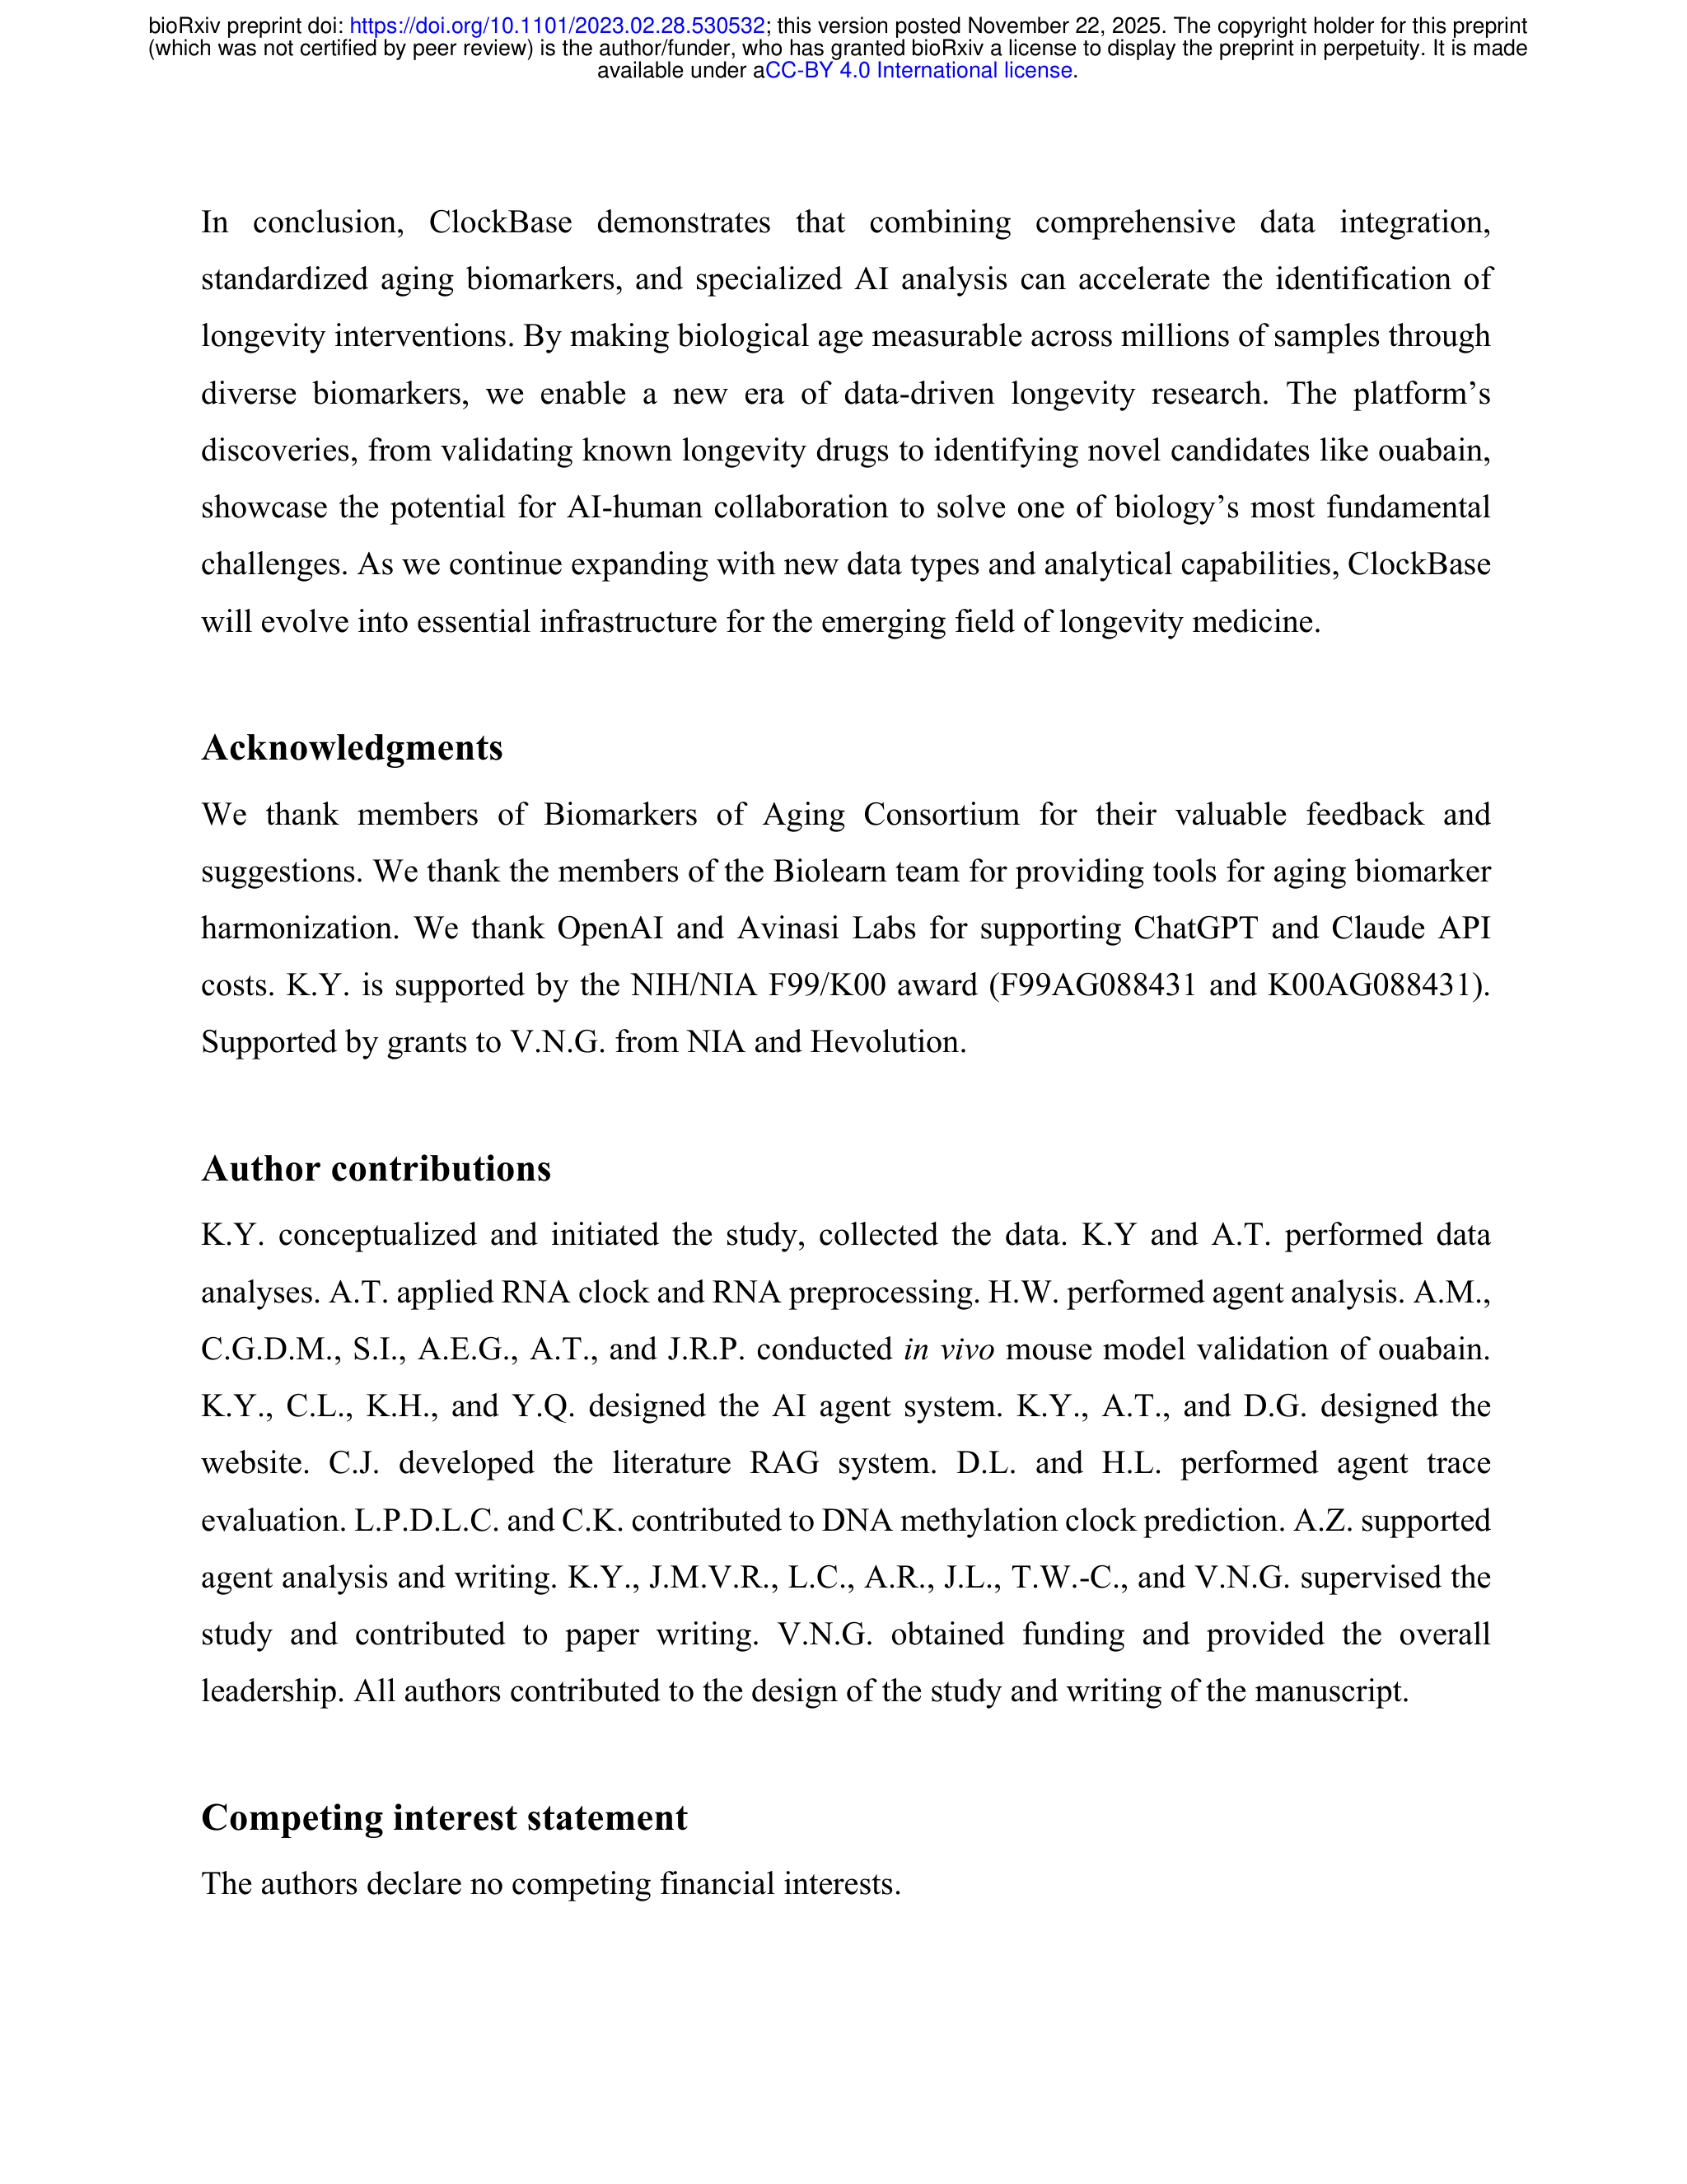 bioRxiv preprint doi: https://doi.org/10.1101/2023.02.28.530532; this version posted November 22, 2025. The copyright holder for this preprint
(which was not certified by peer review) is the author/funder, who has granted bioRxiv a license to display the preprint in perpetuity. It is made
available under aCC-BY 4.0 International license.
In conclusion, ClockBase demonstrates that combining comprehensive data integration,
standardized aging biomarkers, and specialized AI analysis can accelerate the identification of
longevity interventions. By making biological age measurable across millions of samples through
diverse biomarkers, we enable a new era of data-driven longevity research. The platform’s
discoveries, from validating known longevity drugs to identifying novel candidates like ouabain,
showcase the potential for AI-human collaboration to solve one of biology’s most fundamental
challenges. As we continue expanding with new data types and analytical capabilities, ClockBase
will evolve into essential infrastructure for the emerging field of longevity medicine.
Acknowledgments
We thank members of Biomarkers of Aging Consortium for their valuable feedback and
suggestions. We thank the members of the Biolearn team for providing tools for aging biomarker
harmonization. We thank OpenAI and Avinasi Labs for supporting ChatGPT and Claude API
costs. K.Y. is supported by the NIH/NIA F99/K00 award (F99AG088431 and K00AG088431).
Supported by grants to V.N.G. from NIA and Hevolution.
Author contributions
K.Y. conceptualized and initiated the study, collected the data. K.Y and A.T. performed data
analyses. A.T. applied RNA clock and RNA preprocessing. H.W. performed agent analysis. A.M.,
C.G.D.M., S.I., A.E.G., A.T., and J.R.P. conducted in vivo mouse model validation of ouabain.
K.Y., C.L., K.H., and Y.Q. designed the AI agent system. K.Y., A.T., and D.G. designed the
website. C.J. developed the literature RAG system. D.L. and H.L. performed agent trace
evaluation. L.P.D.L.C. and C.K. contributed to DNA methylation clock prediction. A.Z. supported
agent analysis and writing. K.Y., J.M.V.R., L.C., A.R., J.L., T.W.-C., and V.N.G. supervised the
study and contributed to paper writing. V.N.G. obtained funding and provided the overall
leadership. All authors contributed to the design of the study and writing of the manuscript.
Competing interest statement
The authors declare no competing financial interests.